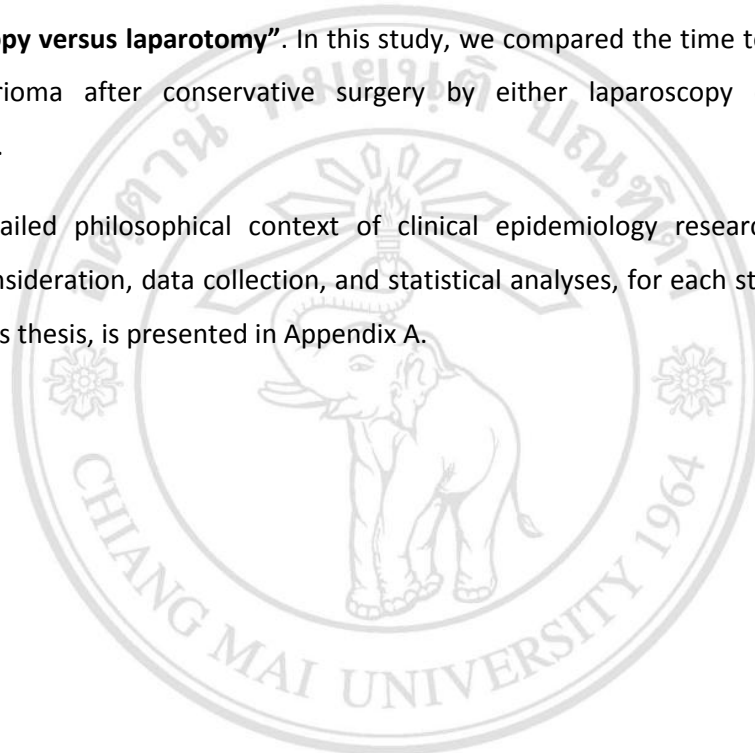 opy versus laparotomy”. In this study, we compared the time to
rioma after conservative surgery by either laparoscopy
.
ailed philosophical context of clinical epidemiology researc
nsideration, data collection, and statistical analyses, for each st
s thesis, is presented in Appendix A.
CHIANG MAI UNIVERSITY 1964